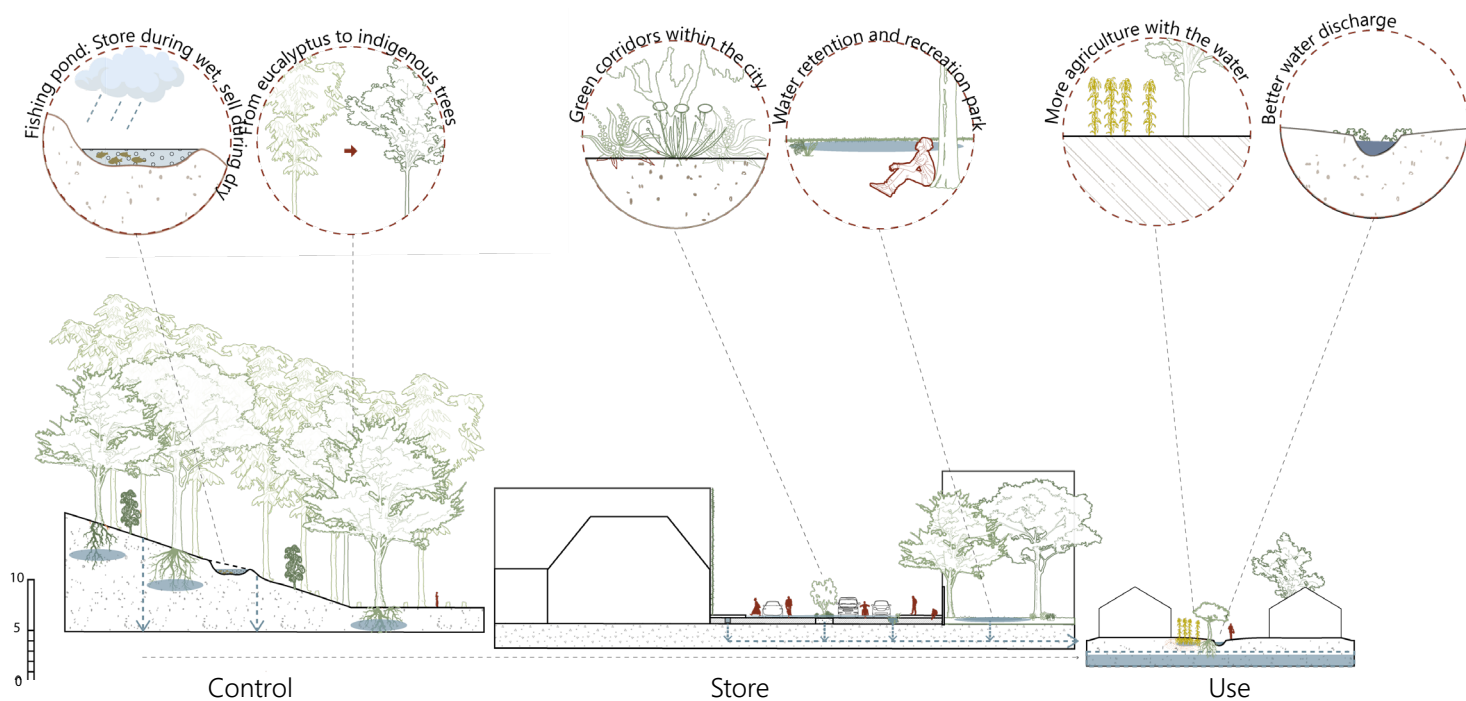 Fishing pond: Store during wet, sell during dry
From eucalyptus to indigenous trees
Green corridors within the city
Water retention and recreation park
More agriculture with the water
Better water discharge
10
5
0
Control
Store
Use